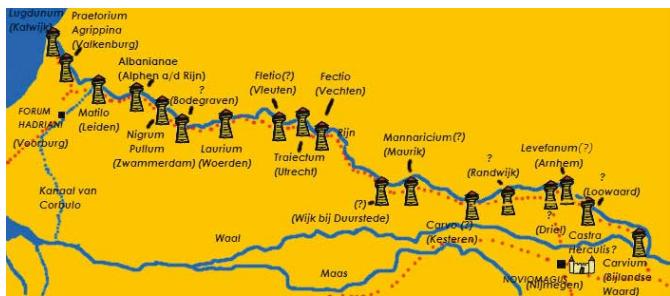 Lugdunum
(Katwijk)
Praetorium
Agrippina
(Valkenburg)
Albanianae
(Alphen a/d Rijn)
?
(Bodegraven)
Fletio(?)
(Vleuten)
Fectio
(Vechten)
FORUM
HADRIANI
(Voorburg)
Matilo
(Leiden)
Nigrum
Pullum
(Zwammerdam)
Laurium
(Woerden)
Traiectum
(Utrecht)
Rijn
Mannaricium(?)
(Maurik)
?
(Randwijk)
Levefanum(?)
(Arnhem)
?
(Loowaard)
Kanaal van
Corbulo
(?)
(Wijk bij Duurstede)
Carvo(?)
(Kesteren)
?
(Driel)
Castra
Herculis?
Waal
Maas
NOVIOMAGUS
(Nijmegen)
Carvium
(Bijlandse
Waard)